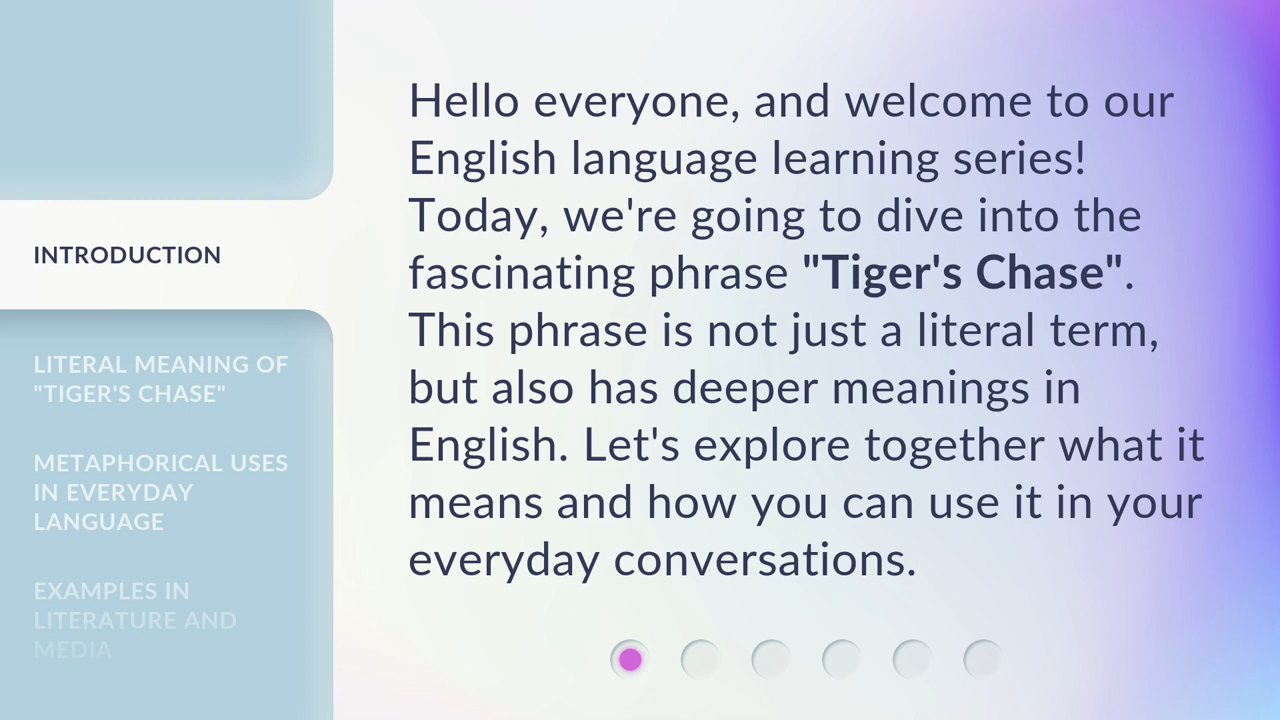 INTRODUCTION
LITERAL MEANING OF
"TIGER'S CHASE"
METAPHORICAL USES
IN EVERYDAY
LANGUAGE
EXAMPLES IN
LITERATURE AND
MEDIA
Hello everyone, and welcome to our
English language learning series!
Today, we're going to dive into the
fascinating phrase "Tiger's Chase".
This phrase is not just a literal term,
but also has deeper meanings in
English. Let's explore together what it
means and how you can use it in your
everyday conversations.